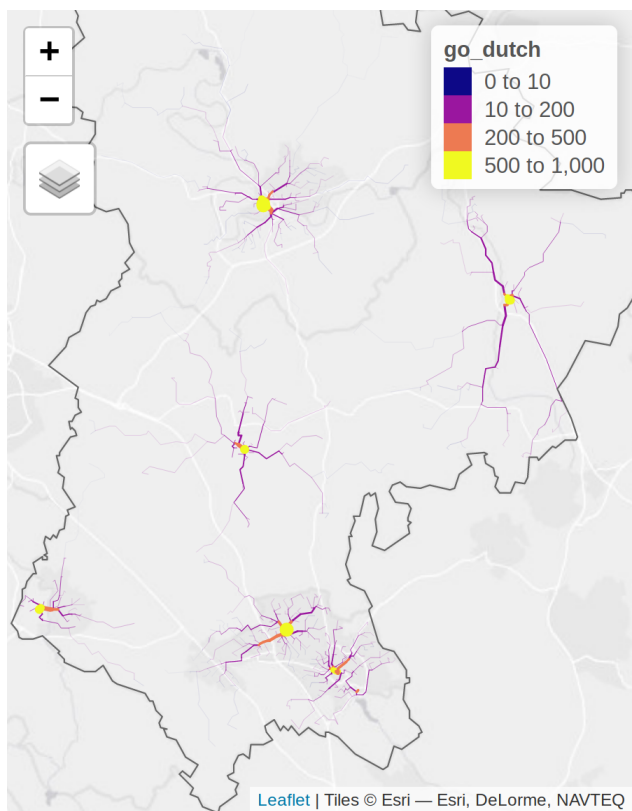 +
−
go_dutch
0 to 10
10 to 200
200 to 500
500 to 1,000
Leaflet | Tiles © Esri — Esri, DeLorme, NAVTEQ